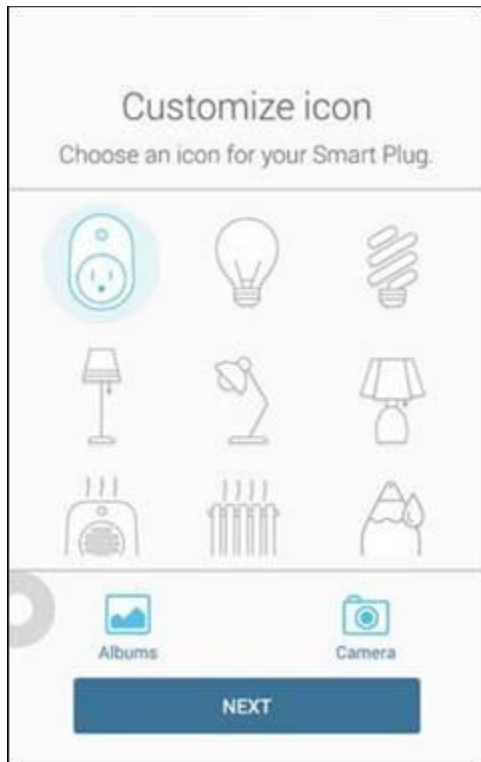 Customize icon
Choose an icon for your Smart Plug.
Albums
Camera
NEXT